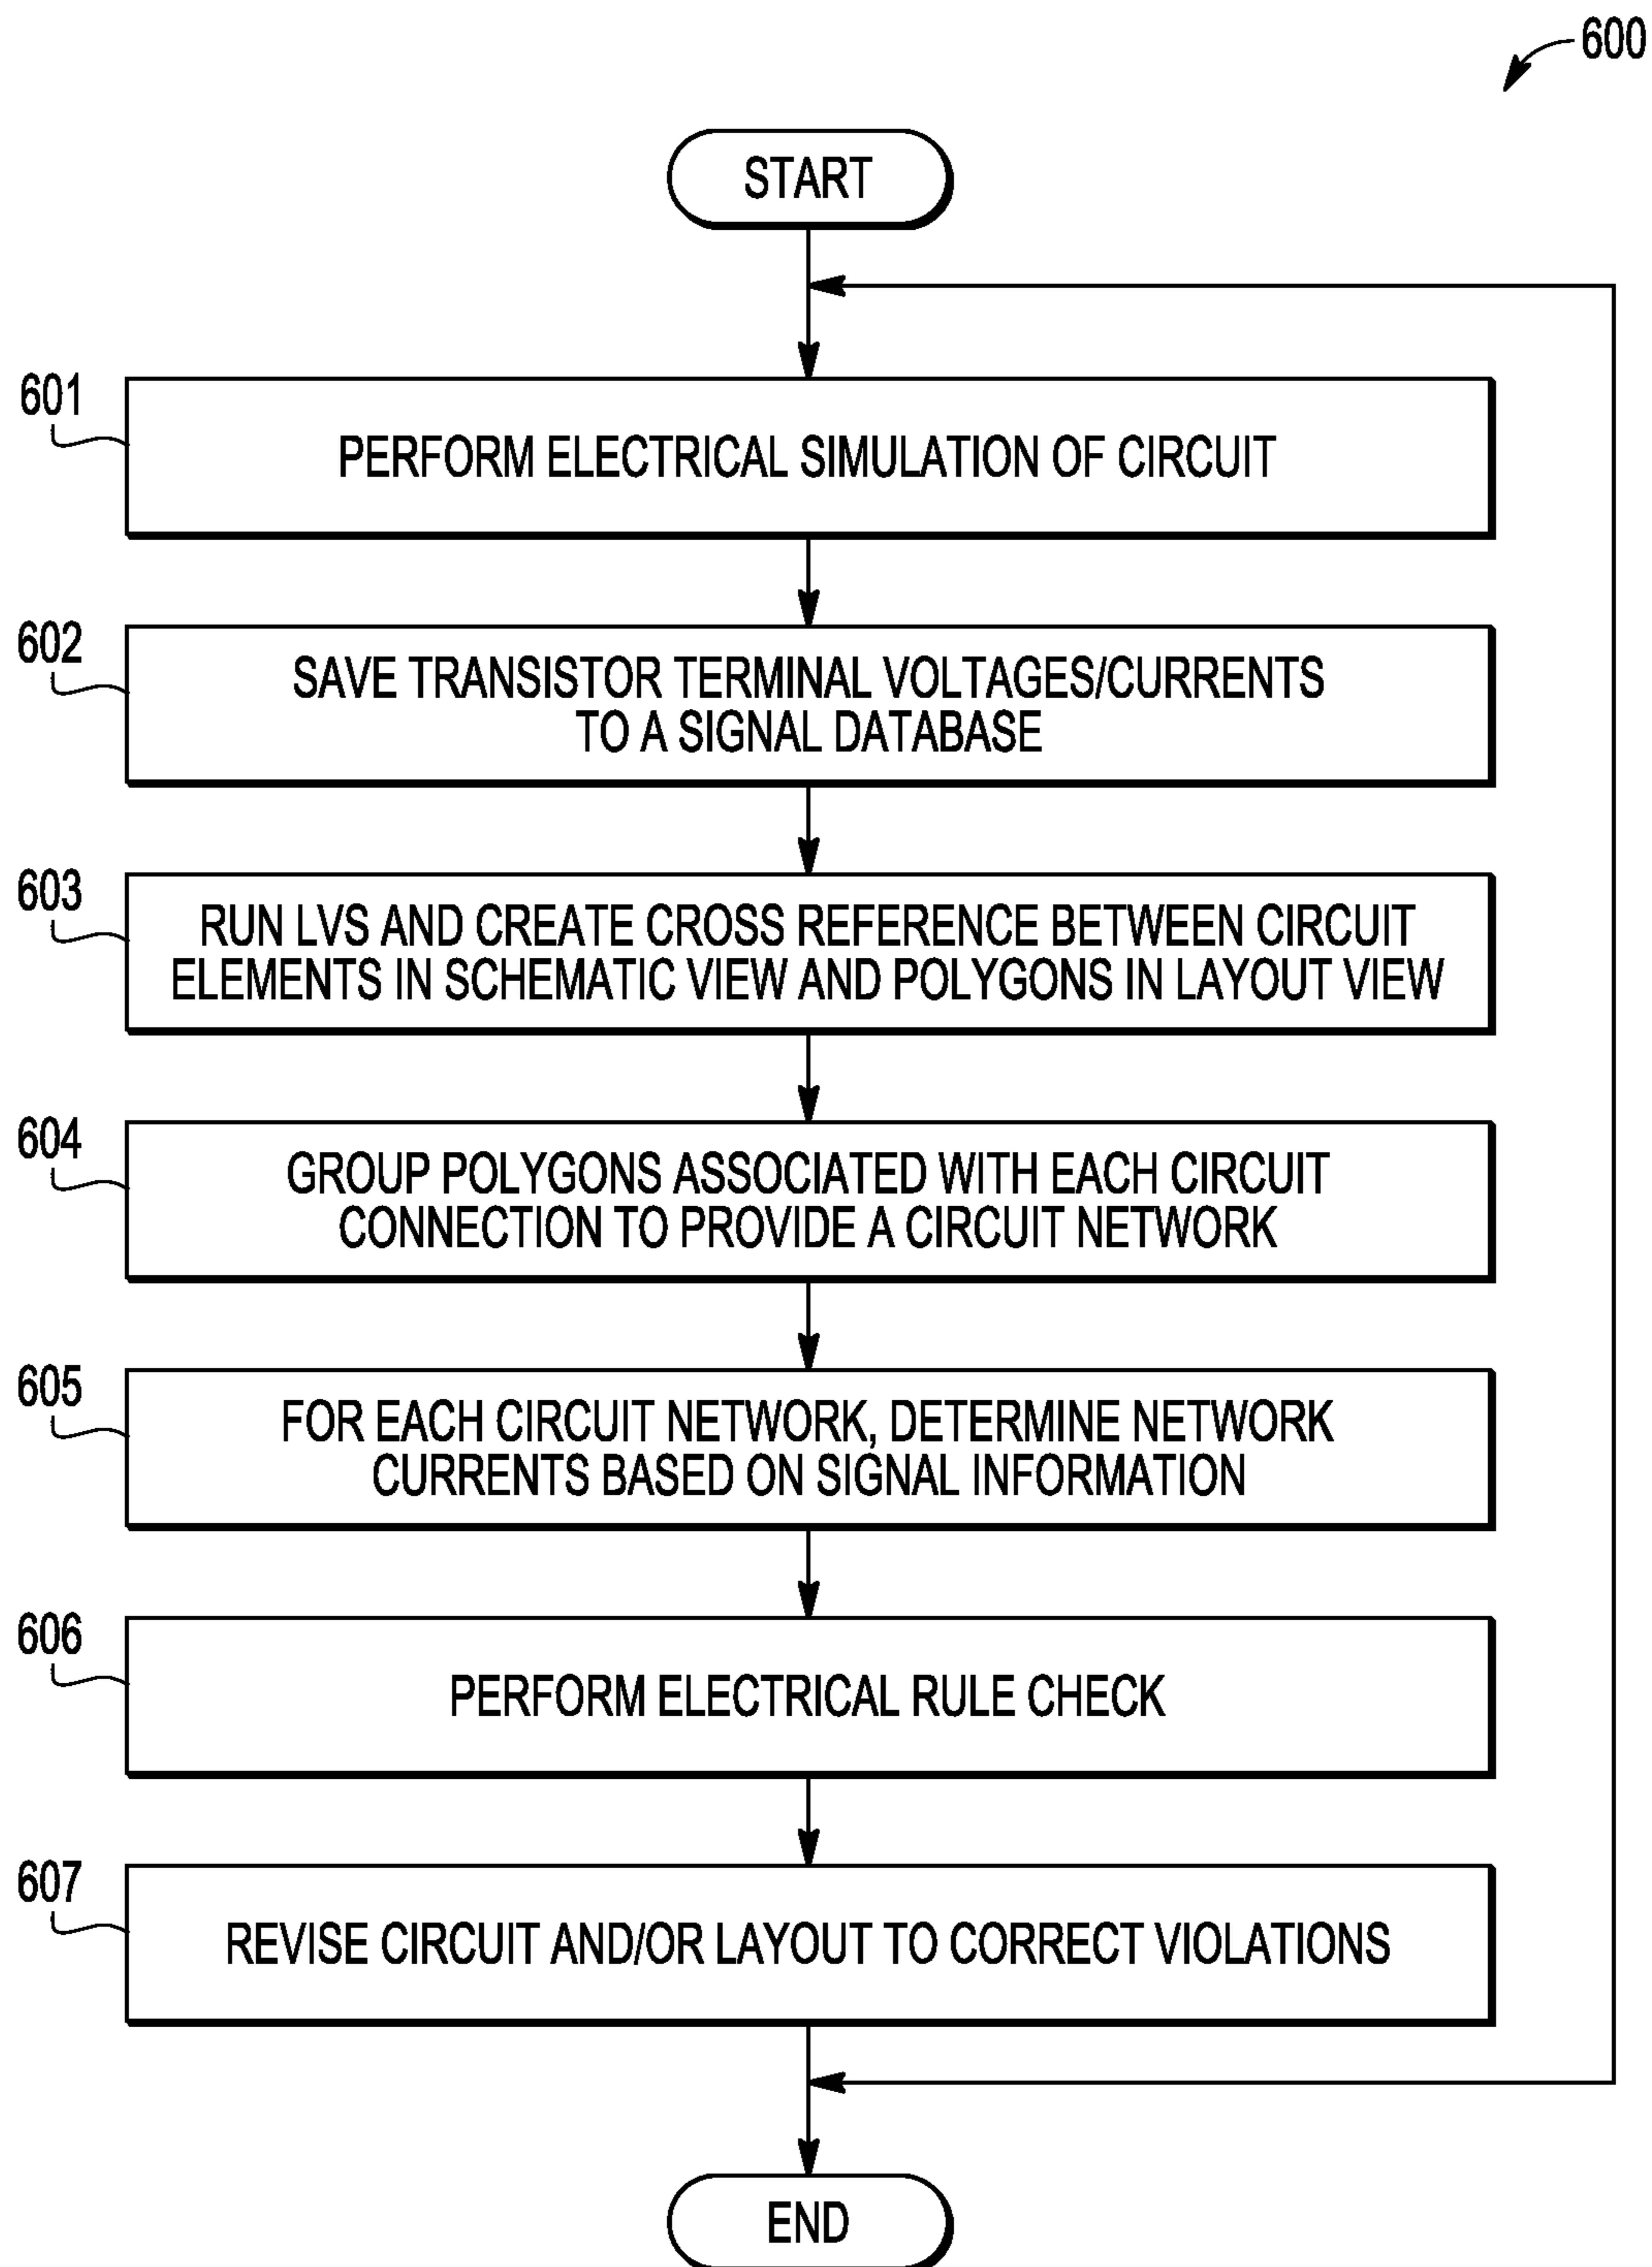 600
START
601
PERFORM ELECTRICAL SIMULATION OF CIRCUIT
602
SAVE TRANSISTOR TERMINAL VOLTAGES/CURRENTS
TO A SIGNAL DATABASE
603
RUN LVS AND CREATE CROSS REFERENCE BETWEEN CIRCUIT
ELEMENTS IN SCHEMATIC VIEW AND POLYGONS IN LAYOUT VIEW
604
GROUP POLYGONS ASSOCIATED WITH EACH CIRCUIT
CONNECTION TO PROVIDE A CIRCUIT NETWORK
605
FOR EACH CIRCUIT NETWORK, DETERMINE NETWORK
CURRENTS BASED ON SIGNAL INFORMATION
606
PERFORM ELECTRICAL RULE CHECK
607
REVISE CIRCUIT AND/OR LAYOUT TO CORRECT VIOLATIONS
END